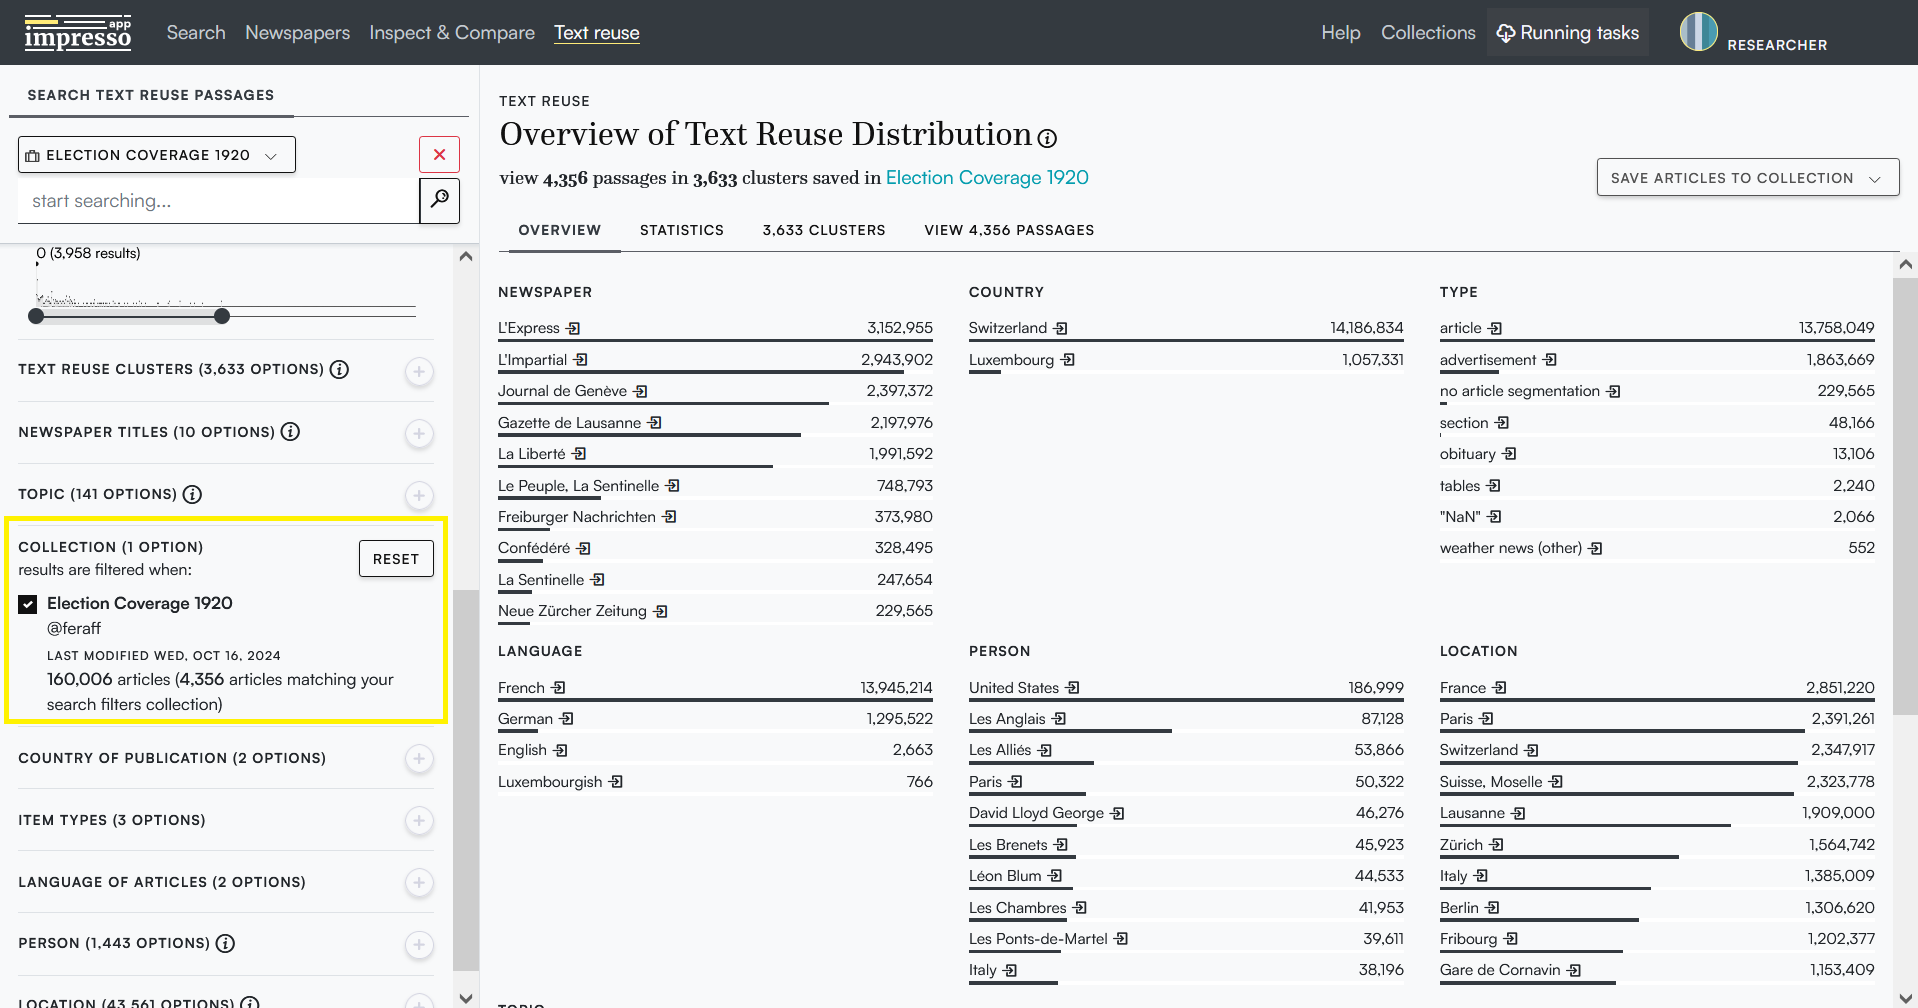 app
impresso
Search
Newspapers
Inspect & Compare
Text reuse
Help
Collections
Running tasks
RESEARCHER
SEARCH TEXT REUSE PASSAGES
ELECTION COVERAGE 1920
start searching...
0 (3,958 results)
TEXT REUSE CLUSTERS (3,633 OPTIONS)
NEWSPAPER TITLES (10 OPTIONS)
TOPIC (141 OPTIONS)
COLLECTION (1 OPTION)
results are filtered when:
RESET
Election Coverage 1920
@feraff
LAST MODIFIED WED, OCT 16, 2024
160,006 articles (4,356 articles matching your
search filters collection)
COUNTRY OF PUBLICATION (2 OPTIONS)
ITEM TYPES (3 OPTIONS)
LANGUAGE OF ARTICLES (2 OPTIONS)
PERSON (1,443 OPTIONS)
LOCATION (43,561 OPTIONS)
TEXT REUSE
Overview of Text Reuse Distribution
view 4,356 passages in 3,633 clusters saved in Election Coverage 1920
SAVE ARTICLES TO COLLECTION
OVERVIEW
STATISTICS
3,633 CLUSTERS
VIEW 4,356 PASSAGES
NEWSPAPER
L'Express 3,152,955
L'Impartial 2,943,902
Journal de Genève 2,397,372
Gazette de Lausanne 2,197,976
La Liberté 1,991,592
Le Peuple, La Sentinelle 748,793
Freiburger Nachrichten 373,980
Confédéré 328,495
La Sentinelle 247,654
Neue Zürcher Zeitung 229,565
COUNTRY
Switzerland 14,186,834
Luxembourg 1,057,331
TYPE
article 13,758,049
advertisement 1,863,669
no article segmentation 229,565
section 48,166
obituary 13,106
tables 2,240
"NaN" 2,066
weather news (other) 552
LANGUAGE
French 13,945,214
German 1,295,522
English 2,663
Luxembourgish 766
PERSON
United States 186,999
Les Anglais 87,128
Les Alliés 53,866
Paris 50,322
David Lloyd George 46,276
Les Brenets 45,923
Léon Blum 44,533
Les Chambres 41,953
Les Ponts-de-Martel 39,611
Italy 38,196
LOCATION
France 2,851,220
Paris 2,391,261
Switzerland 2,347,917
Suisse, Moselle 2,323,778
Lausanne 1,909,000
Zürich 1,564,742
Italy 1,385,009
Berlin 1,306,620
Fribourg 1,202,377
Gare de Cornavin 1,153,409
TOPIC